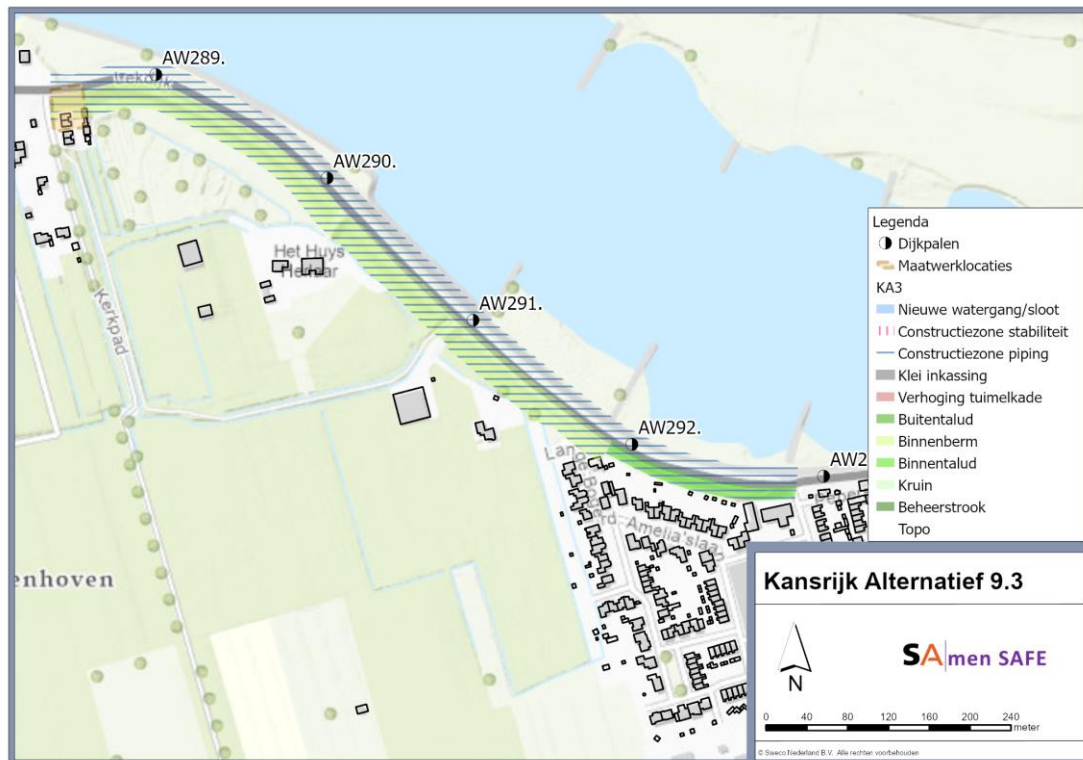 AW289.
Lekdijk
AW290.
Het Huys
AW291.
Kerkpad
AW292.
AW2
Amelia's
enhoven
Legenda
Dijkpalen
Maatwerklocaties
KA3
Nieuwe watergang/sloot
Constructiezone stabiliteit
Constructiezone piping
Klei inkassing
Verhoging tuimelkade
Buitentalud
Binnenberm
Binnentalud
Kruin
Beheerstrook
Topo
Kansrijk Alternatief 9.3
N
SAmen SAFE
0 40 80 120 160 200 240
meter
© Sweco Nederland B.V. Alle rechten voorbehouden